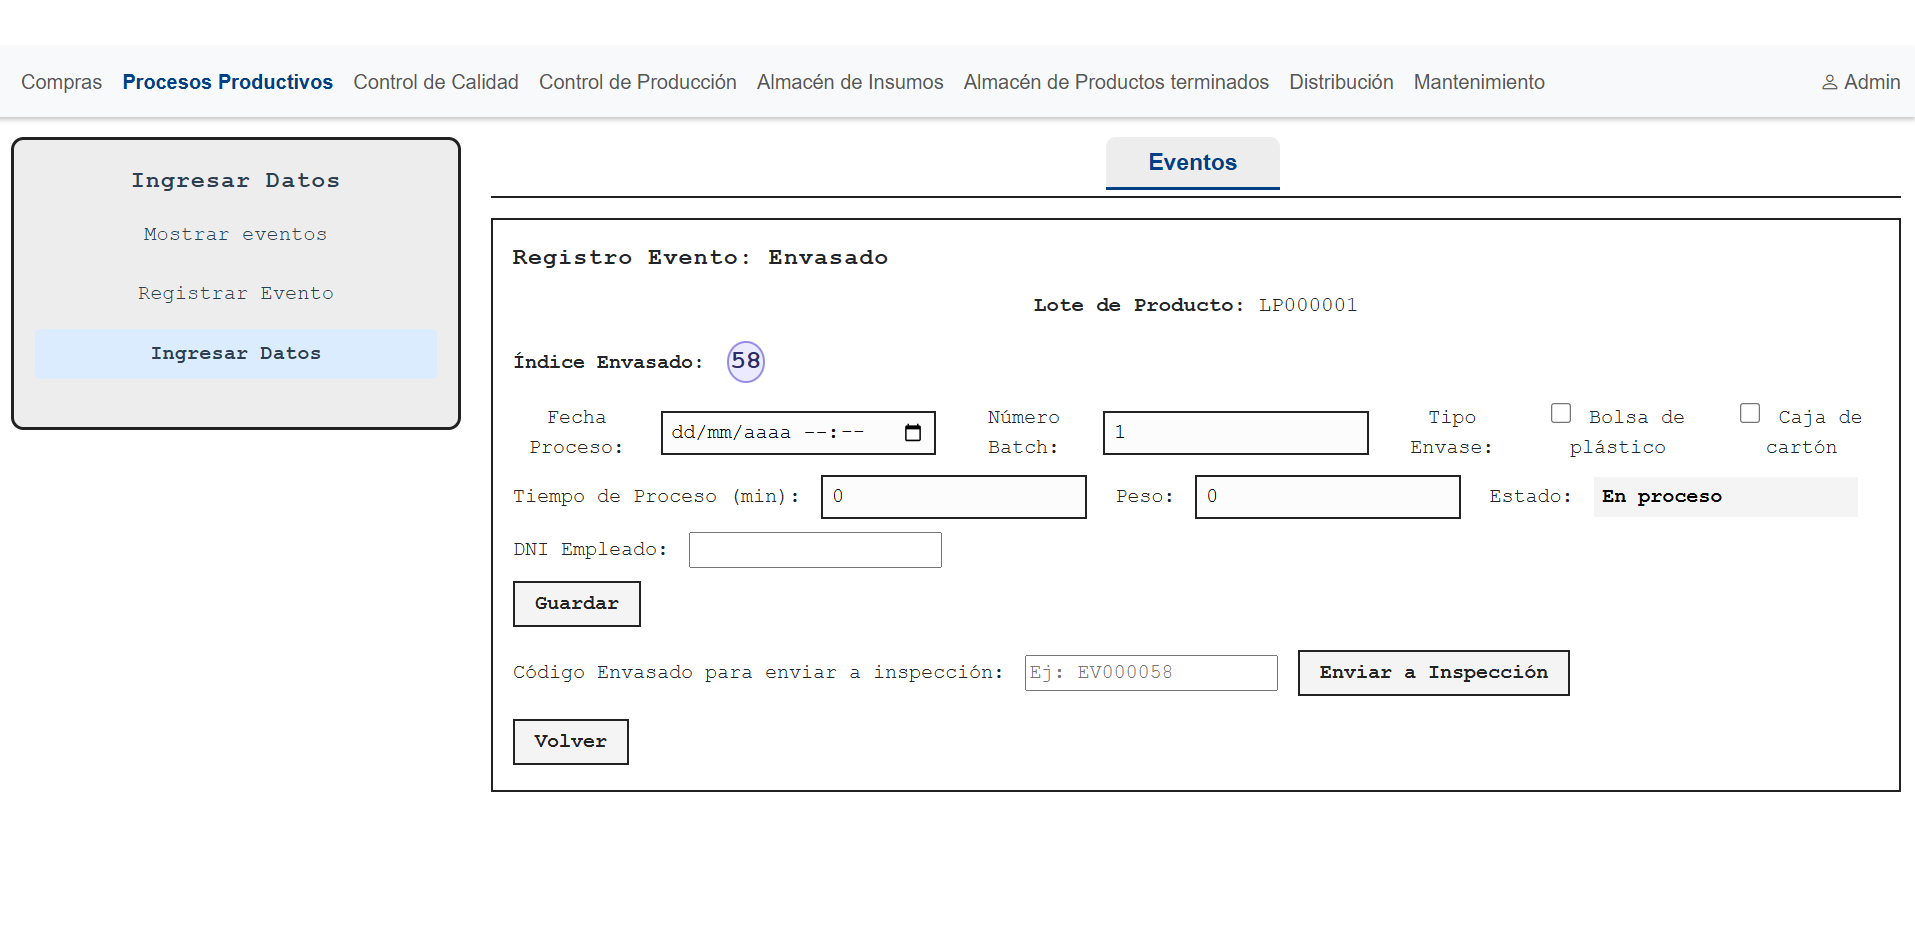 Compras Procesos Productivos Control de Calidad Control de Producción Almacén de Insumos Almacén de Productos terminados Distribución Mantenimiento Admin
Ingresar Datos
Mostrar eventos
Registrar Evento
Ingresar Datos
Eventos
Registro Evento: Envasado
Lote de Producto: LP000001
Índice Envasado: 58
Fecha Proceso: dd/mm/aaaa --:-- Número Batch: 1 Tipo Envase: Bolsa de plástico Caja de cartón
Tiempo de Proceso (min): 0 Peso: 0 Estado: En proceso
DNI Empleado:
Guardar
Código Envasado para enviar a inspección: Ej: EV000058 Enviar a Inspección
Volver